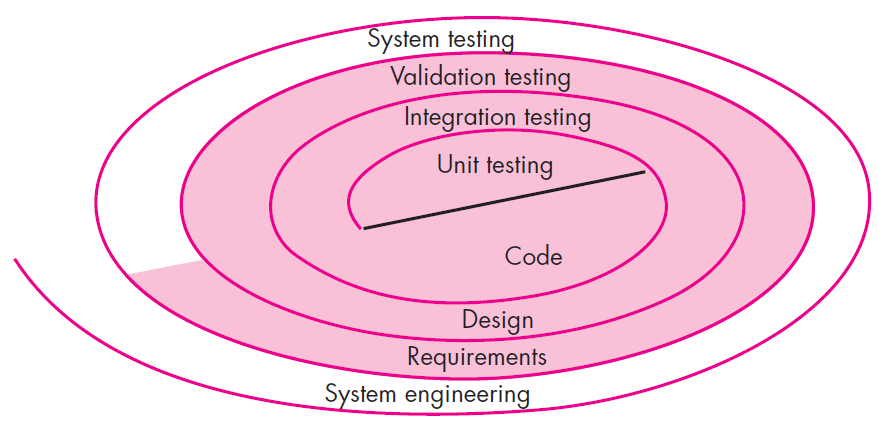 System testing
Validation testing
Integration testing
Unit testing
Code
Design
Requirements
System engineering